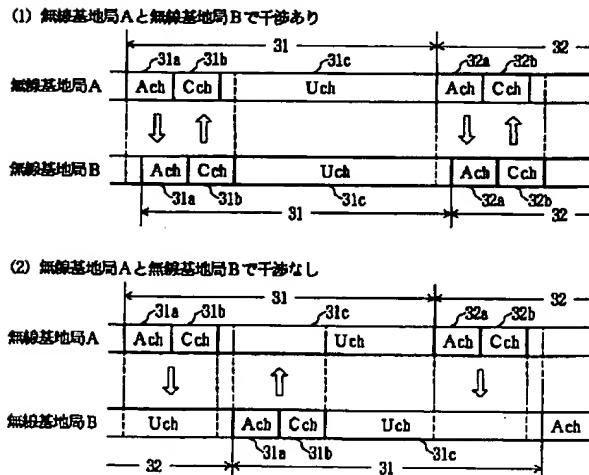 (1) 無線基地局Aと無線基地局Bで干渉あり
31 32
31a 31b 31c 32a 32b
無線基地局A Ach Cch Uch Ach Cch
無線基地局B Ach Cch Uch Ach Cch
31a 31b 31c 32a 32b
31 32
(2) 無線基地局Aと無線基地局Bで干渉なし
31 32
31a 31b 31c 32a 32b
無線基地局A Ach Cch Uch Ach Cch
無線基地局B Uch Ach Cch Uch Ach
31a 31b 31c
32 31